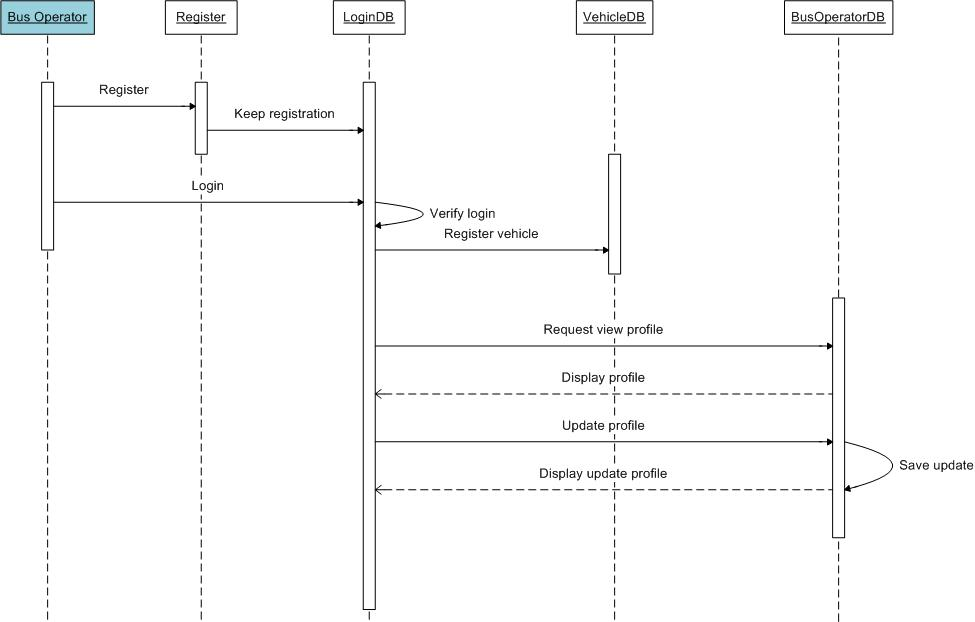 Bus Operator
Register
LoginDB
VehicleDB
BusOperatorDB
Register
Keep registration
Login
Verify login
Register vehicle
Request view profile
Display profile
Update profile
Save update
Display update profile